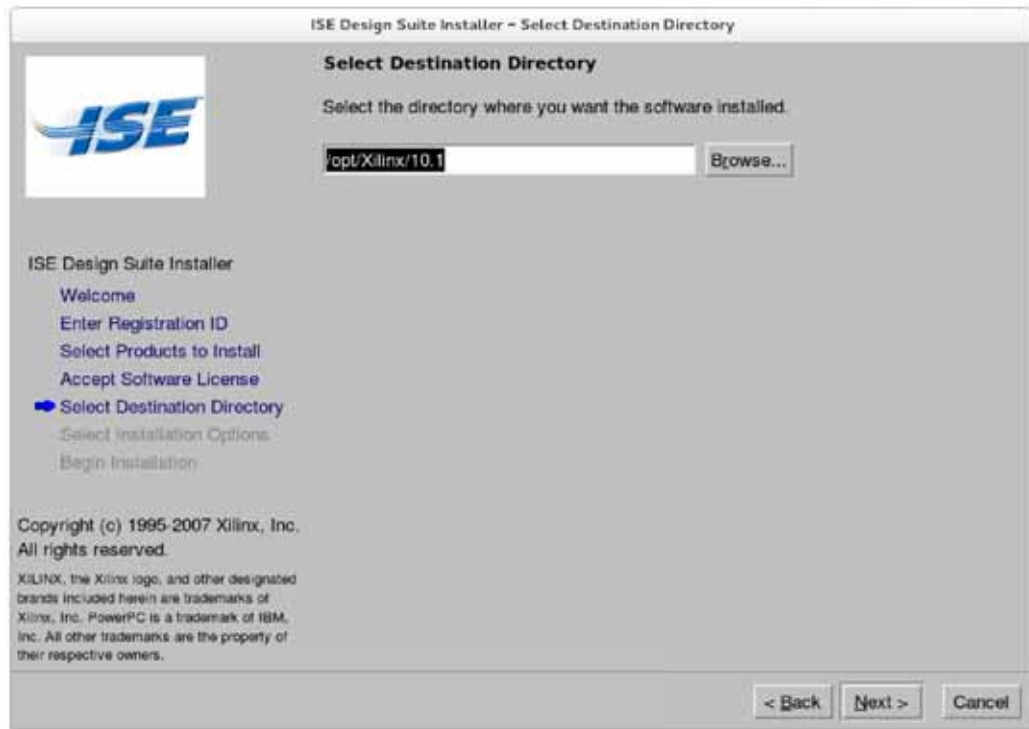 ISE Design Suite Installer - Select Destination Directory
ISE
Select Destination Directory
Select the directory where you want the software installed.
/opt/Xilinx/10.1
Browse...
ISE Design Suite Installer
Welcome
Enter Registration ID
Select Products to Install
Accept Software License
Select Destination Directory
Select Installation Options
Begin Installation
Copyright (c) 1995-2007 Xilinx, Inc.
All rights reserved.
XILINX, the Xilinx logo, and other designated
brands included herein are trademarks of
Xilinx, Inc. PowerPC is a trademark of IBM,
Inc. All other trademarks are the property of
their respective owners.
< Back
Next >
Cancel